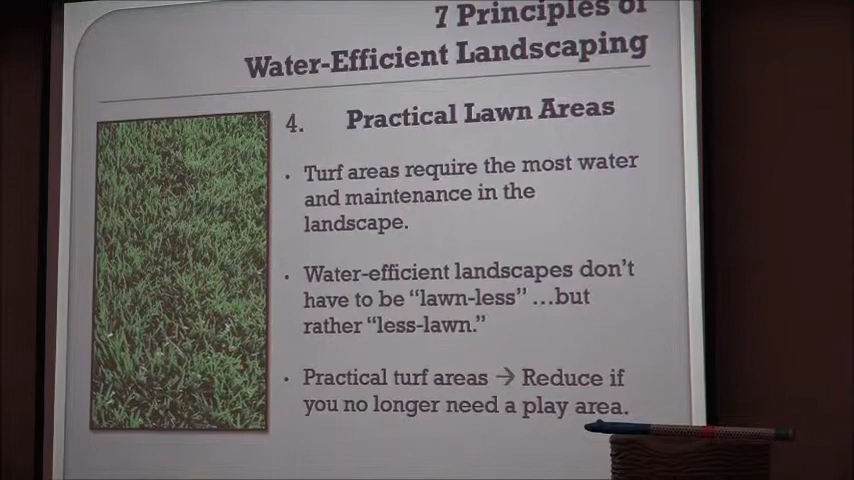 7 Principles of
Water-Efficient Landscaping
4. Practical Lawn Areas
· Turf areas require the most water
and maintenance in the
landscape.
· Water-efficient landscapes don't
have to be “lawn-less” ...but
rather “less-lawn.”
· Practical turf areas → Reduce if
you no longer need a play area.